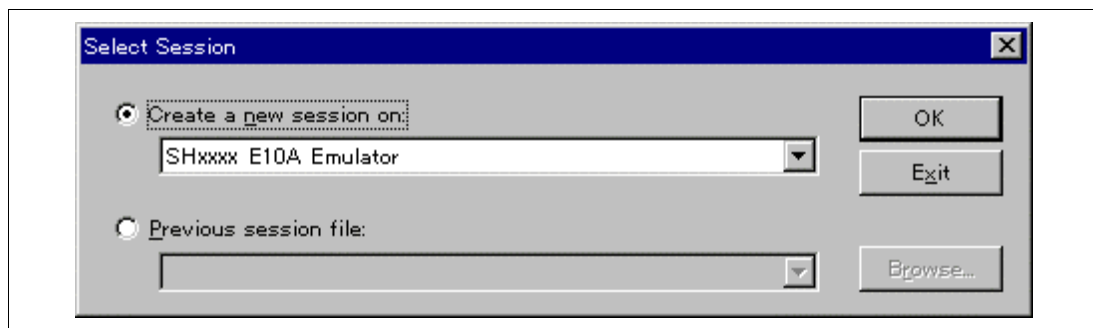 Select Session
Create a new session on:
OK
SHxxxx E10A Emulator
Exit
Previous session file:
Browse...